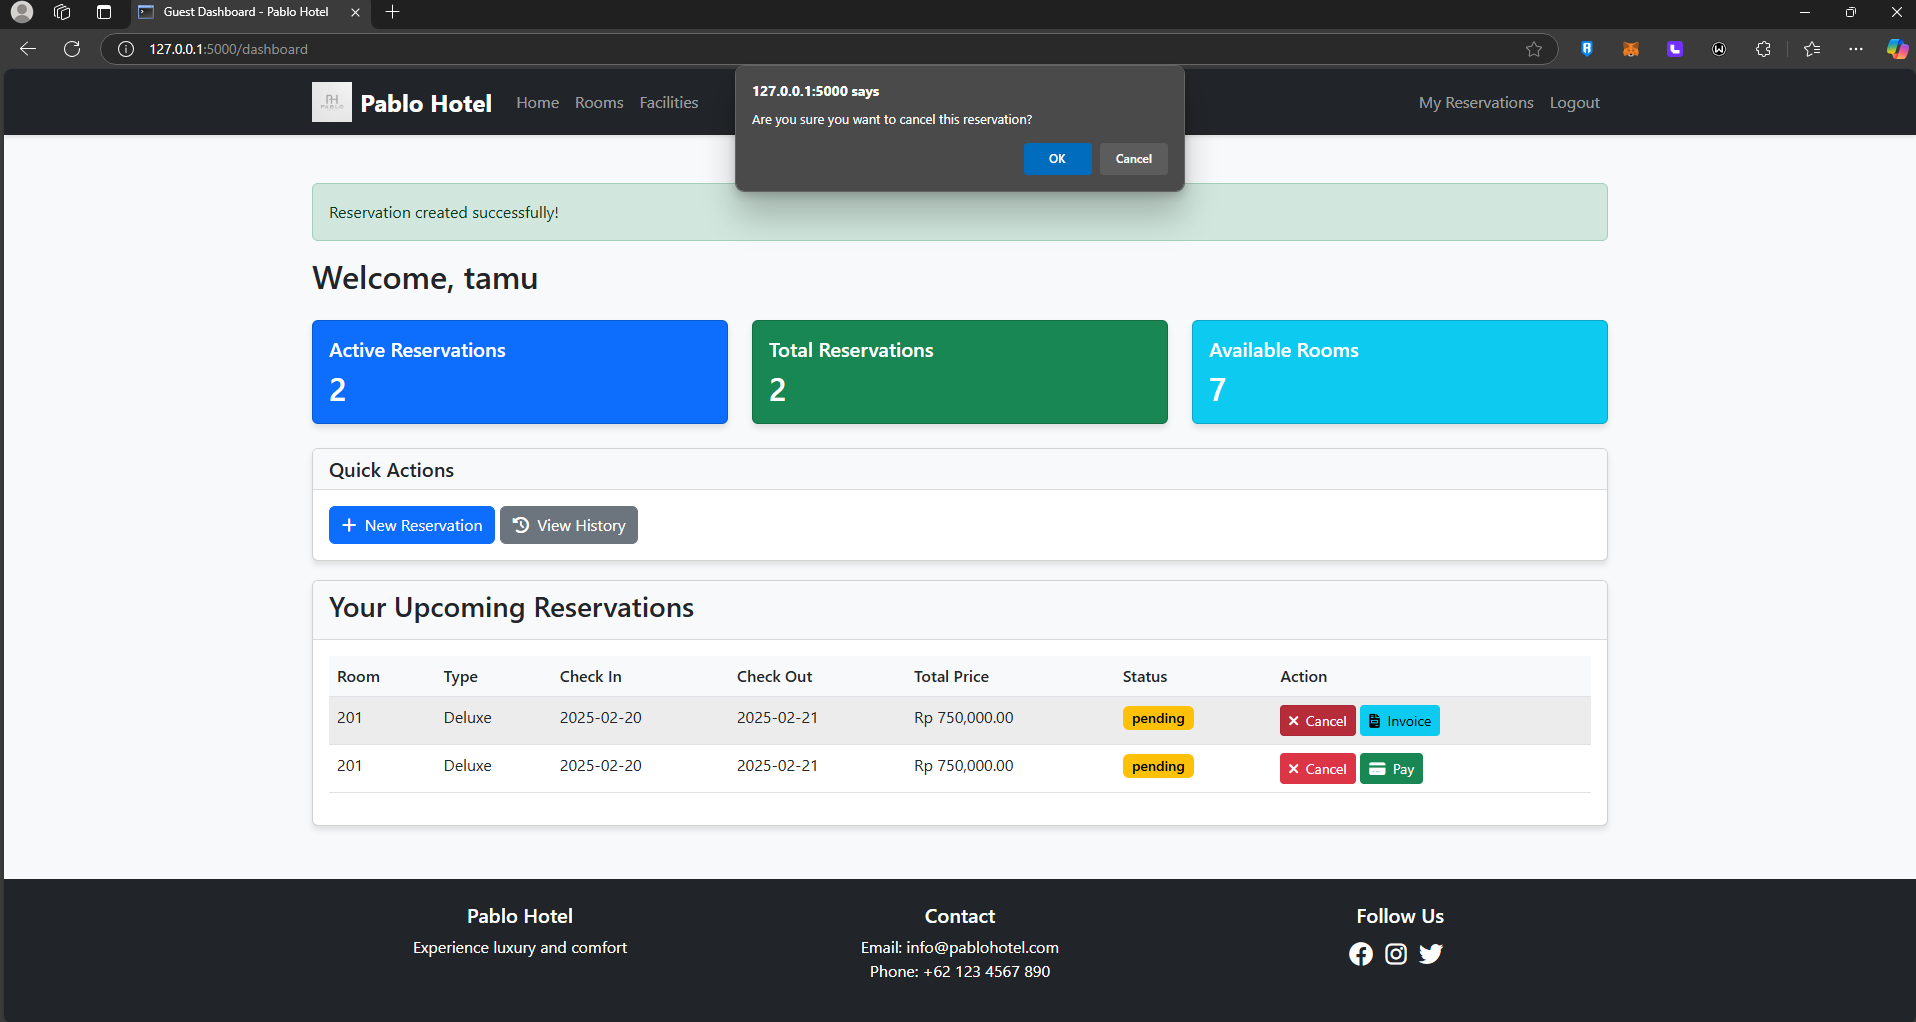 Guest Dashboard - Pablo Hotel
127.0.0.1:5000/dashboard
127.0.0.1:5000 says
Are you sure you want to cancel this reservation?
OK Cancel
PABLO
Pablo Hotel Home Rooms Facilities My Reservations Logout
Reservation created successfully!
Welcome, tamu
Active Reservations
2
Total Reservations
2
Available Rooms
7
Quick Actions
New Reservation View History
Your Upcoming Reservations
Room Type Check In Check Out Total Price Status Action
201 Deluxe 2025-02-20 2025-02-21 Rp 750,000.00 pending Cancel Invoice
201 Deluxe 2025-02-20 2025-02-21 Rp 750,000.00 pending Cancel Pay
Pablo Hotel
Experience luxury and comfort
Contact
Email: info@pablohotel.com
Phone: +62 123 4567 890
Follow Us